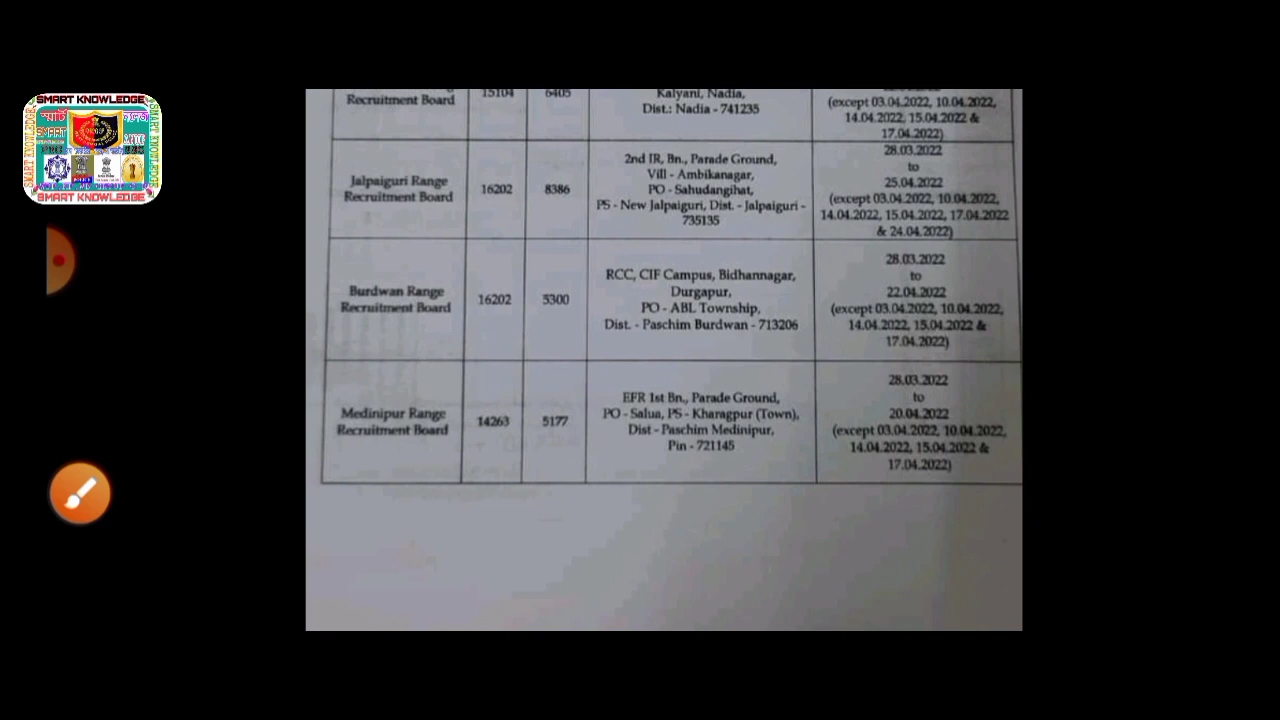 SMART KNOWLEDGE
SMART
SMART KNOWLEDGE
Recruitment Board
15104
6405
Kalyani, Nadia,
Dist.: Nadia - 741235
(except 03.04.2022, 10.04.2022,
14.04.2022, 15.04.2022 &
17.04.2022)
Jalpaiguri Range
Recruitment Board
16202
8386
2nd IR, Bn., Parade Ground,
Vill - Ambikanagar,
PO - Sahudangihat,
PS - New Jalpaiguri, Dist. - Jalpaiguri -
735135
28.03.2022
to
25.04.2022
(except 03.04.2022, 10.04.2022,
14.04.2022, 15.04.2022, 17.04.2022
& 24.04.2022)
Burdwan Range
Recruitment Board
16202
5300
RCC, CIF Campus, Bidhannagar,
Durgapur,
PO - ABL Township,
Dist. - Paschim Burdwan - 713206
28.03.2022
to
22.04.2022
(except 03.04.2022, 10.04.2022,
14.04.2022, 15.04.2022 &
17.04.2022)
Medinipur Range
Recruitment Board
14263
5177
EFR 1st Bn., Parade Ground,
PO - Salua, PS - Kharagpur (Town),
Dist - Paschim Medinipur,
Pin - 721145
28.03.2022
to
20.04.2022
(except 03.04.2022, 10.04.2022,
14.04.2022, 15.04.2022 &
17.04.2022)